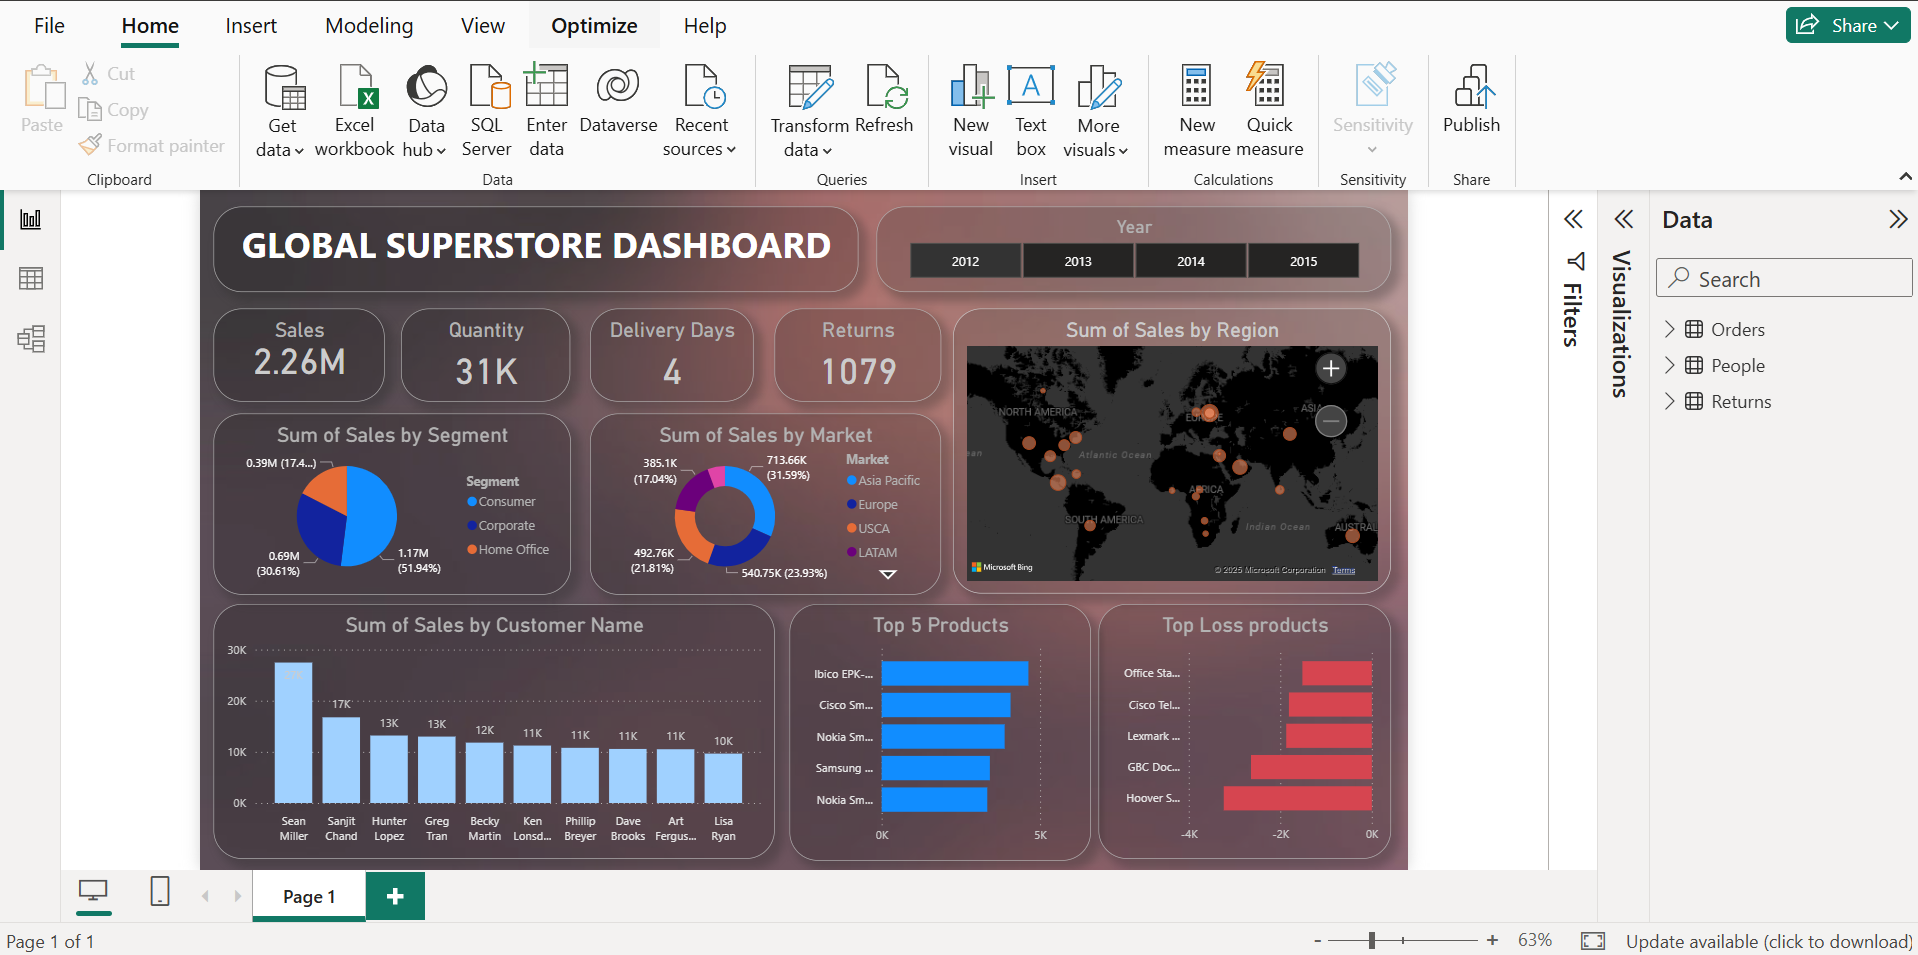 File Home Insert Modeling View Optimize Help Share
Paste
Cut
Copy
Format painter
Clipboard
Get data
Excel workbook
Data hub
SQL Server
Enter data
Dataverse
Recent sources
Data
Transform data
Refresh
Queries
New visual
Text box
More visuals
Insert
New measure
Quick measure
Calculations
Sensitivity
Sensitivity
Publish
Share
GLOBAL SUPERSTORE DASHBOARD
Year
2012 2013 2014 2015
Sales
2.26M
Quantity
31K
Delivery Days
4
Returns
1079
Sum of Sales by Segment
0.39M (17.4...)
0.69M
(30.61%)
1.17M
(51.94%)
Segment
Consumer
Corporate
Home Office
Sum of Sales by Market
385.1K
(17.04%)
713.66K
(31.59%)
492.76K
(21.81%)
540.75K (23.93%)
Market
Asia Pacific
Europe
USCA
LATAM
Sum of Sales by Region
NORTH AMERICA
EUROPE
ASIA
Atlantic Ocean
AFRICA
SOUTH AMERICA
Indian Ocean
AUSTRAL
Microsoft Bing
© 2025 Microsoft Corporation Terms
Sum of Sales by Customer Name
30K
20K
10K
0K
17K
13K
13K
12K
11K
11K
11K
11K
10K
Sean Miller
Sanjit Chand
Hunter Lopez
Greg Tran
Becky Martin
Ken Lonsd...
Phillip Breyer
Dave Brooks
Art Fergus...
Lisa Ryan
Top 5 Products
Ibico EPK-...
Cisco Sm...
Nokia Sm...
Samsung ...
Nokia Sm...
0K 5K
Top Loss products
Office Sta...
Cisco Tel...
Lexmark ...
GBC Doc...
Hoover S...
-4K -2K 0K
Filters
Visualizations
Data
Search
Orders
People
Returns
Page 1
Page 1 of 1
63%
Update available (click to download)